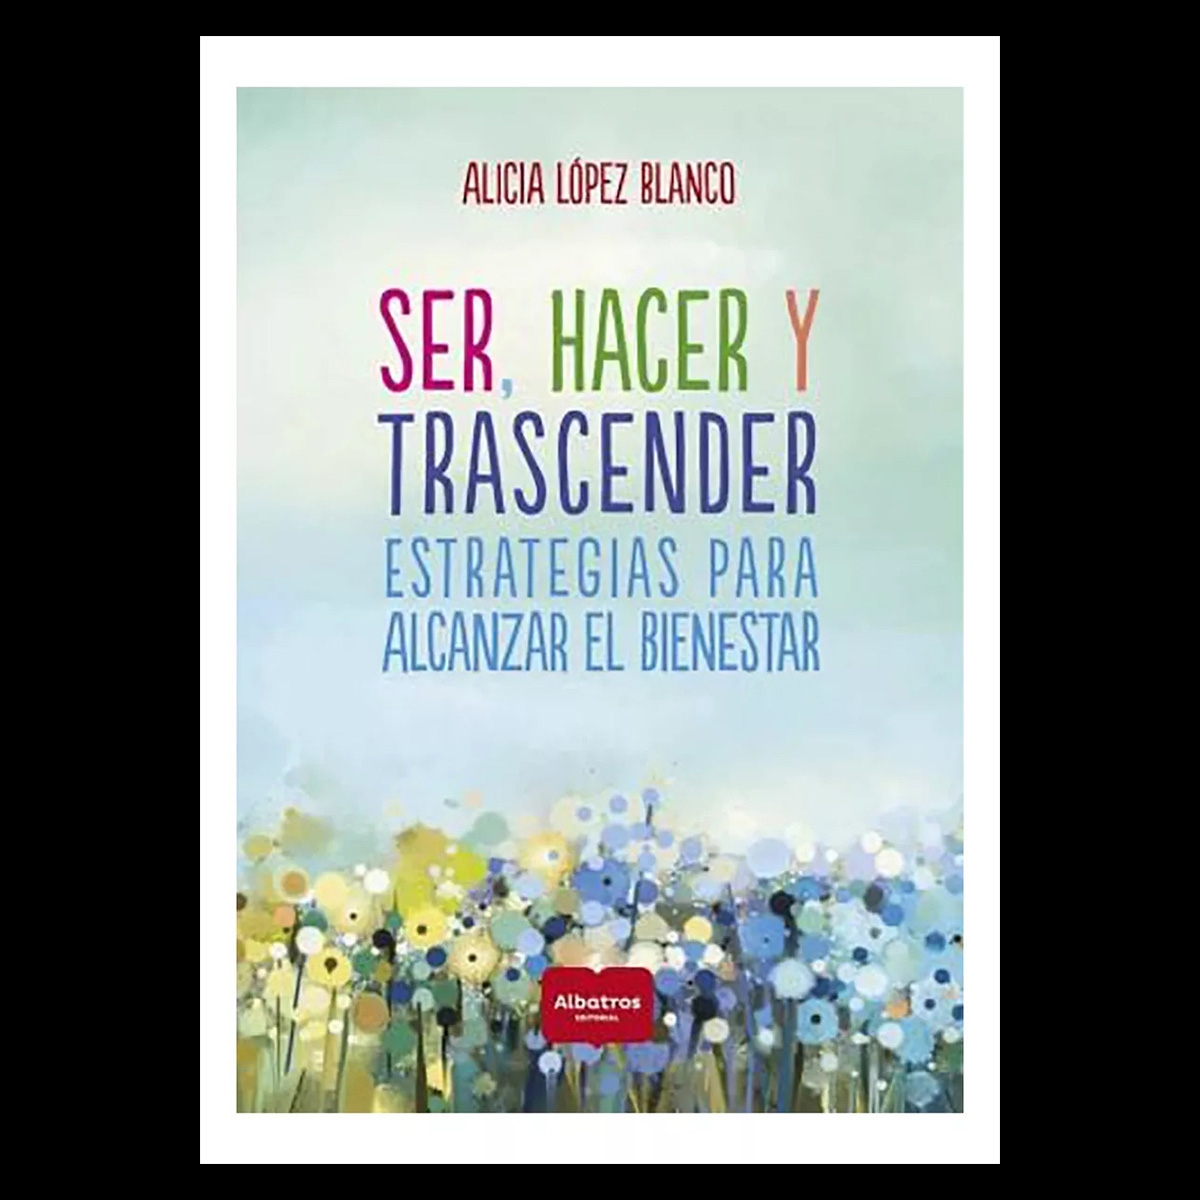 ALICIA LÓPEZ BLANCO
SER, HACER Y
TRASCENDER
ESTRATEGIAS PARA
ALCANZAR EL BIENESTAR
Albatros
EDITORIAL